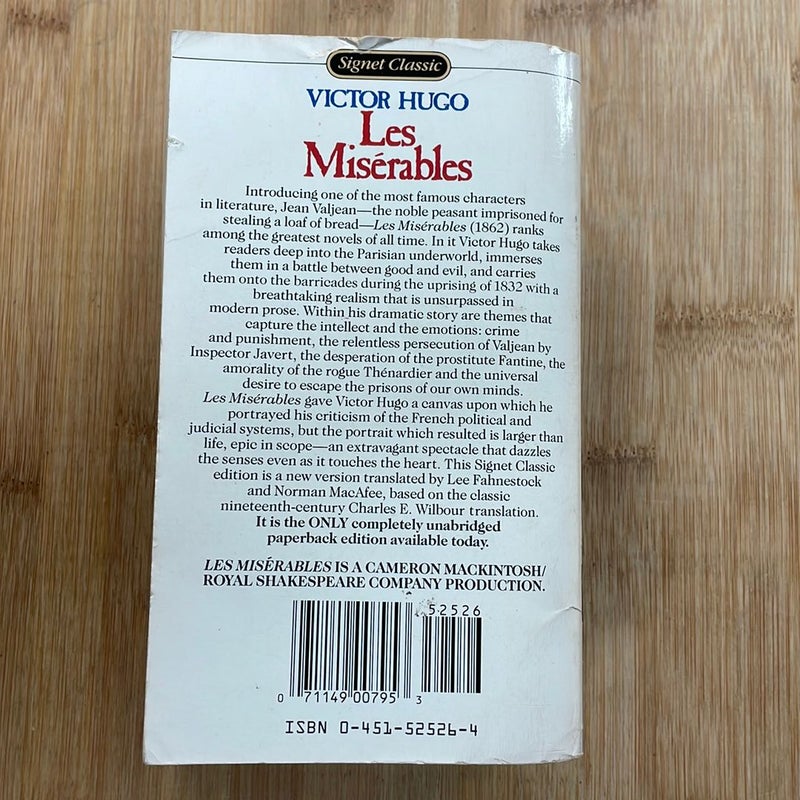 Signet Classic
VICTOR HUGO
Les
Misérables
Introducing one of the most famous characters
in literature, Jean Valjean—the noble peasant imprisoned for
stealing a loaf of bread—Les Misérables (1862) ranks
among the greatest novels of all time. In it Victor Hugo takes
readers deep into the Parisian underworld, immerses
them in a battle between good and evil, and carries
them onto the barricades during the uprising of 1832 with a
breathtaking realism that is unsurpassed in
modern prose. Within his dramatic story are themes that
capture the intellect and the emotions: crime
and punishment, the relentless persecution of Valjean by
Inspector Javert, the desperation of the prostitute Fantine, the
amorality of the rogue Thénardier and the universal
desire to escape the prisons of our own minds.
Les Misérables gave Victor Hugo a canvas upon which he
portrayed his criticism of the French political and
judicial systems, but the portrait which resulted is larger than
life, epic in scope—an extravagant spectacle that dazzles
the senses even as it touches the heart. This Signet Classic
edition is a new version translated by Lee Fahnestock
and Norman MacAfee, based on the classic
nineteenth-century Charles E. Wilbour translation.
It is the ONLY completely unabridged
paperback edition available today.
LES MISÉRABLES IS A CAMERON MACKINTOSH/
ROYAL SHAKESPEARE COMPANY PRODUCTION.
52526
0 71149 00795 3
ISBN 0-451-52526-4